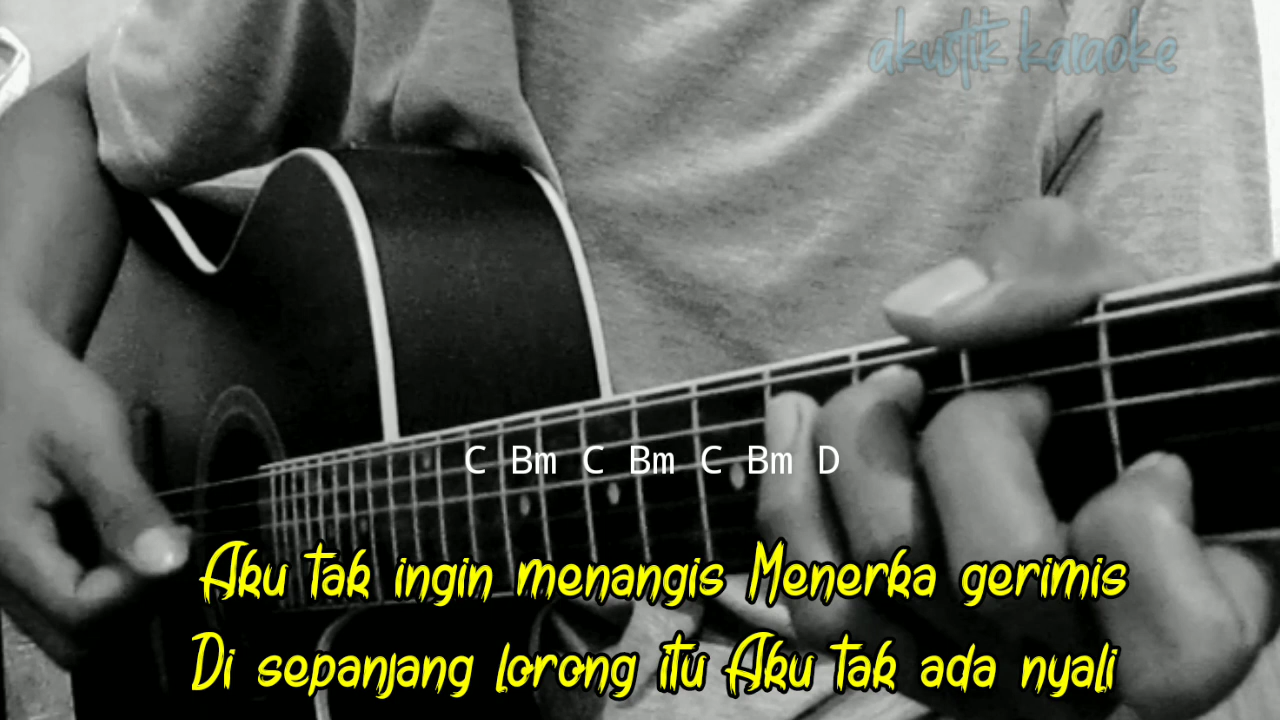 akustik karaoke
C Bm C Bm C Bm D
Aku tak ingin menangis Menerka gerimis
Di sepanjang lorong itu Aku tak ada nyali